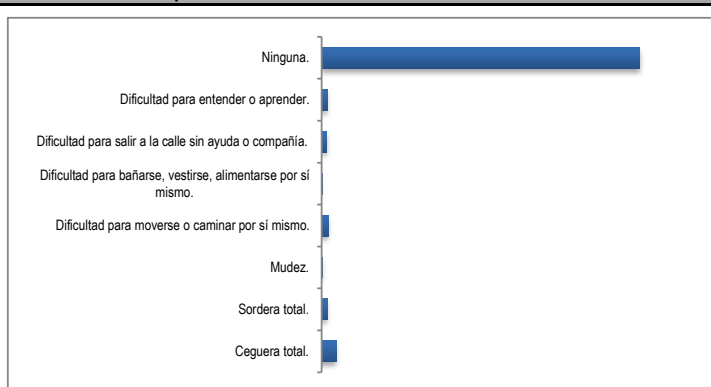 Ninguna.
Dificultad para entender o aprender.
Dificultad para salir a la calle sin ayuda o compañía.
Dificultad para bañarse, vestirse, alimentarse por sí
mismo.
Dificultad para moverse o caminar por sí mismo.
Mudez.
Sordera total.
Ceguera total.